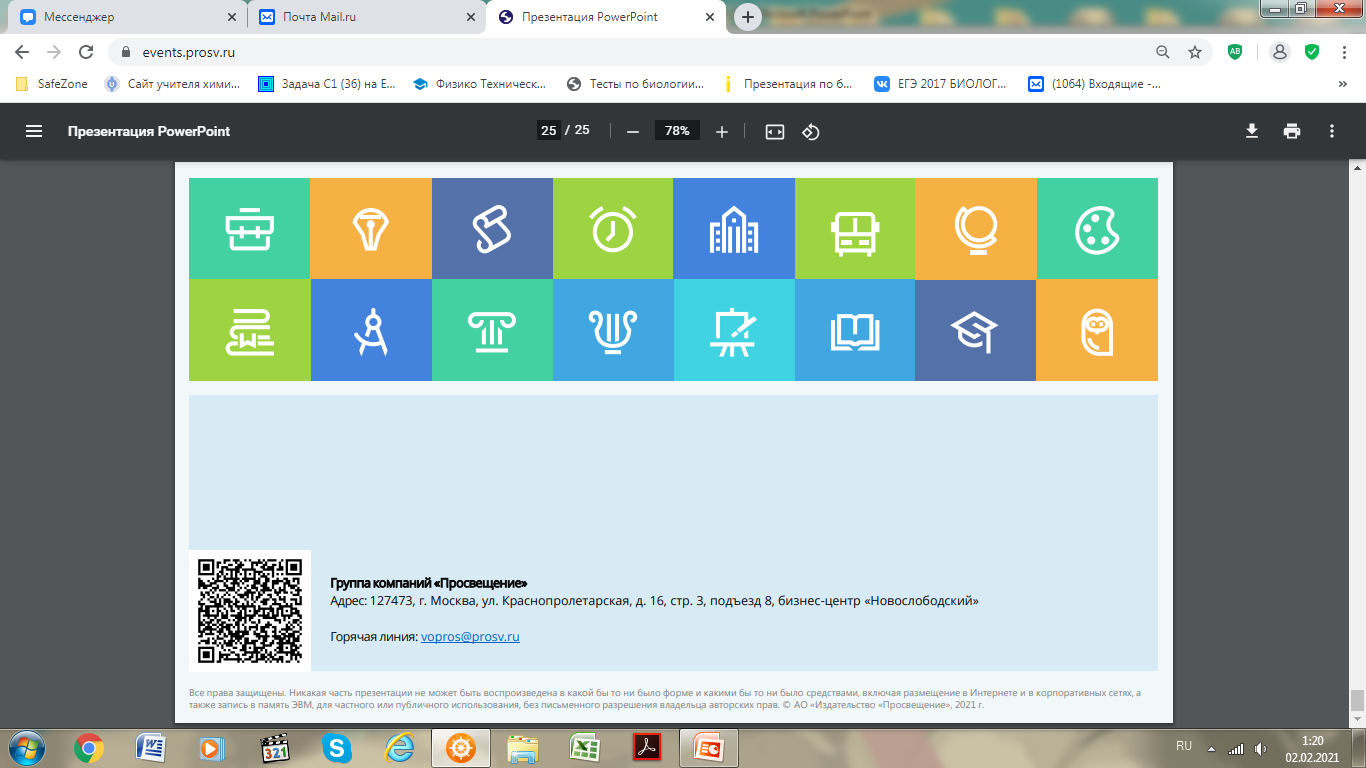 Мессенджер
Почта Mail.ru
Презентация PowerPoint
events.prosv.ru
SafeZone
Сайт учителя хими...
Задача С1 (36) на Е...
Физико Техническ...
Тесты по биологии...
Презентация по б...
ЕГЭ 2017 БИОЛОГ...
(1064) Входящие -...
Презентация PowerPoint
25 / 25
78%
Группа компаний «Просвещение»
Адрес: 127473, г. Москва, ул. Краснопролетарская, д. 16, стр. 3, подъезд 8, бизнес-центр «Новослободский»
Горячая линия: vopros@prosv.ru
Все права защищены. Никакая часть презентации не может быть воспроизведена в какой бы то ни было форме и какими бы то ни было средствами, включая размещение в Интернете и в корпоративных сетях, а
также запись в память ЭВМ, для частного или публичного использования, без письменного разрешения владельца авторских прав. © АО «Издательство «Просвещение», 2021 г.
321
RU
1:20
02.02.2021